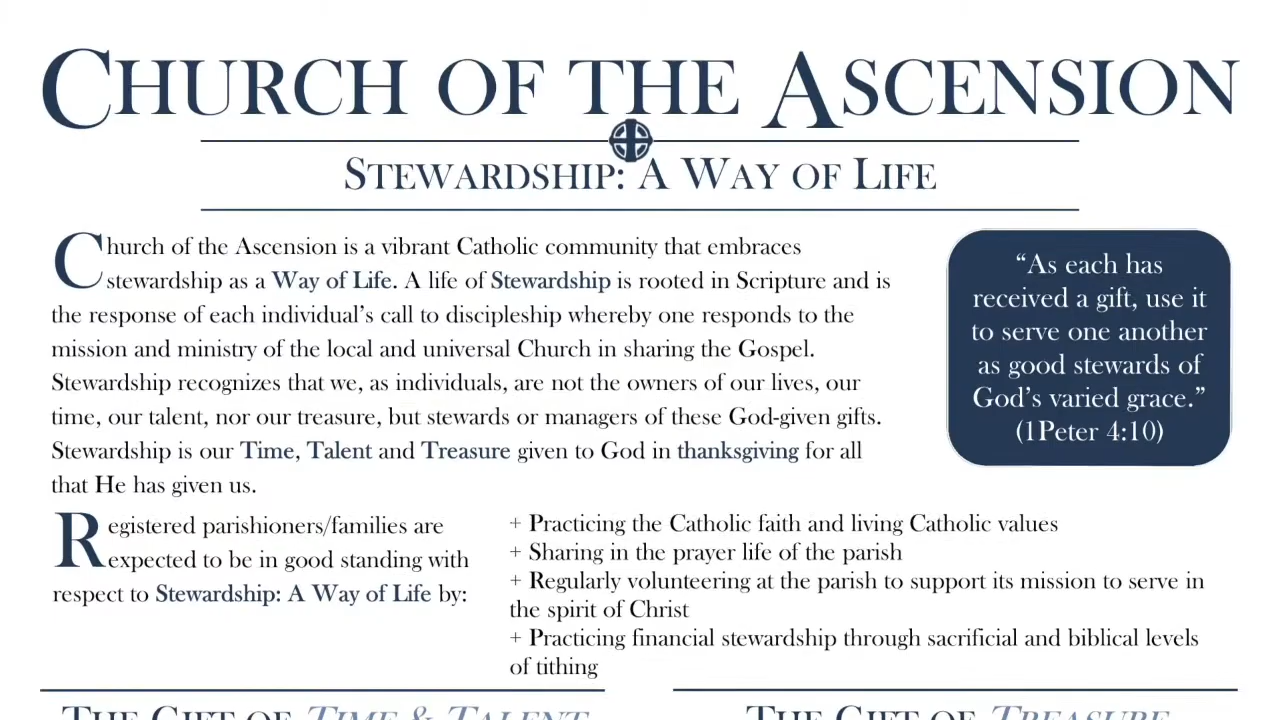 CHURCH OF THE ASCENSION
STEWARDSHIP: A WAY OF LIFE
Church of the Ascension is a vibrant Catholic community that embraces
stewardship as a Way of Life. A life of Stewardship is rooted in Scripture and is
the response of each individual’s call to discipleship whereby one responds to the
mission and ministry of the local and universal Church in sharing the Gospel.
Stewardship recognizes that we, as individuals, are not the owners of our lives, our
time, our talent, nor our treasure, but stewards or managers of these God-given gifts.
Stewardship is our Time, Talent and Treasure given to God in thanksgiving for all
that He has given us.
“As each has
received a gift, use it
to serve one another
as good stewards of
God’s varied grace.”
(1Peter 4:10)
Registered parishioners/families are
expected to be in good standing with
respect to Stewardship: A Way of Life by:
+ Practicing the Catholic faith and living Catholic values
+ Sharing in the prayer life of the parish
+ Regularly volunteering at the parish to support its mission to serve in
the spirit of Christ
+ Practicing financial stewardship through sacrificial and biblical levels
of tithing
THE GIFT OF TIME & TALENT
THE GIFT OF TREASURE